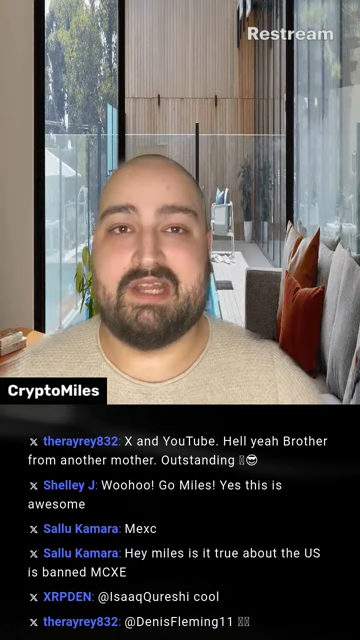 Restream
CryptoMiles
X therayrey832: X and YouTube. Hell yeah Brother
from another mother. Outstanding 😎
X Shelley J: Woohoo! Go Miles! Yes this is
awesome
X Sallu Kamara: Mexc
X Sallu Kamara: Hey miles is it true about the US
is banned MCXE
X XRPDEN: @IsaaqQureshi cool
X therayrey832: @DenisFleming11